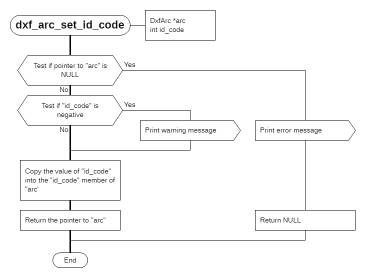 dxf_arc_set_id_code
DxfArc *arc
int id_code
Test if pointer to "arc" is
NULL
Yes
No
Test if "id_code" is
negative
Yes
No
Print warning message
Print error message
Copy the value of "id_code"
into the "id_code" member of
"arc'
Return the pointer to "arc"
Return NULL
End